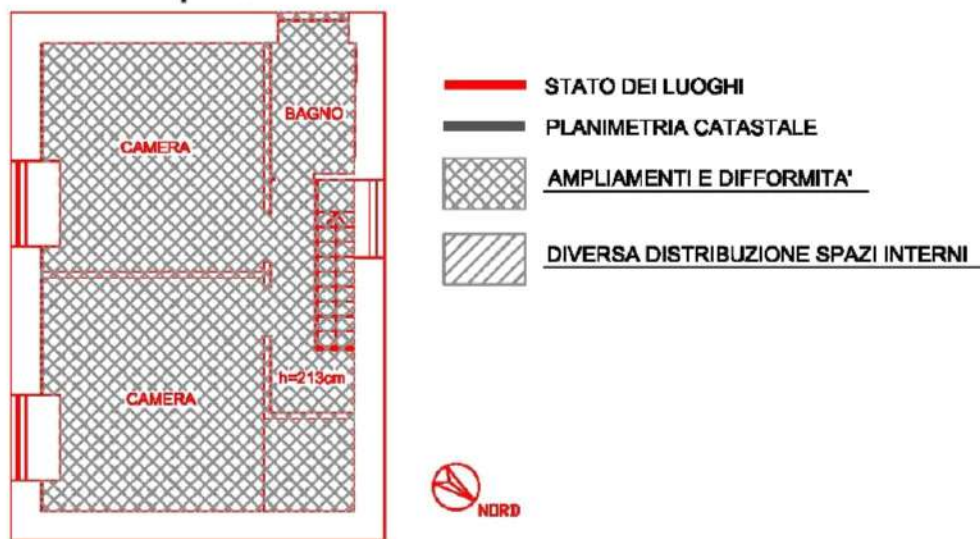 BAGNO
CAMERA
CAMERA
h=213cm
STATO DEI LUOGHI
PLANIMETRIA CATASTALE
AMPLIAMENTI E DIFFORMITA'
DIVERSA DISTRIBUZIONE SPAZI INTERNI
NORD